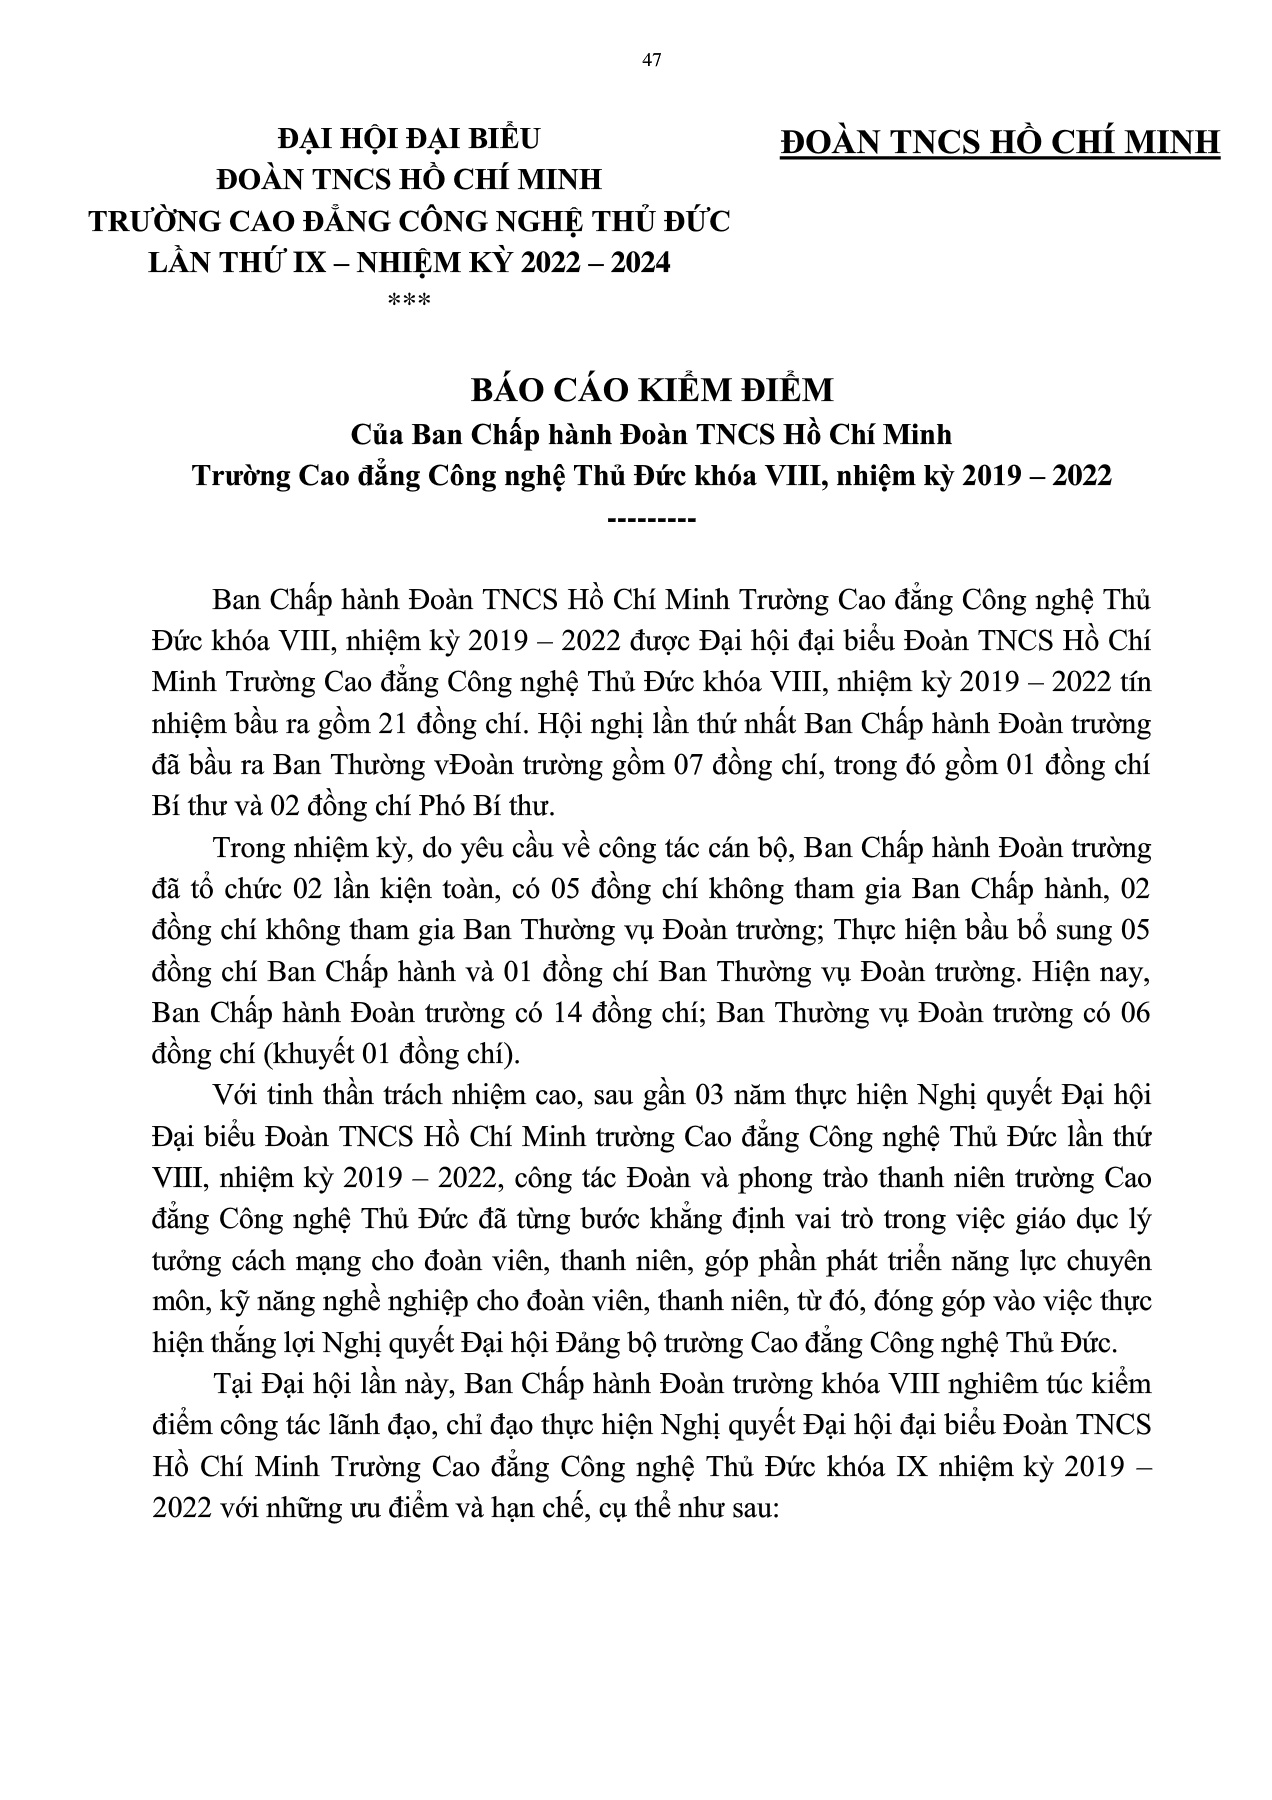 47
ĐẠI HỘI ĐẠI BIỂU
ĐOÀN TNCS HỒ CHÍ MINH
TRƯỜNG CAO ĐẲNG CÔNG NGHỆ THỦ ĐỨC
LẦN THỨ IX – NHIỆM KỲ 2022 – 2024
***
ĐOÀN TNCS HỒ CHÍ MINH
BÁO CÁO KIỂM ĐIỂM
Của Ban Chấp hành Đoàn TNCS Hồ Chí Minh
Trường Cao đẳng Công nghệ Thủ Đức khóa VIII, nhiệm kỳ 2019 – 2022
---------
Ban Chấp hành Đoàn TNCS Hồ Chí Minh Trường Cao đẳng Công nghệ Thủ
Đức khóa VIII, nhiệm kỳ 2019 – 2022 được Đại hội đại biểu Đoàn TNCS Hồ Chí
Minh Trường Cao đẳng Công nghệ Thủ Đức khóa VIII, nhiệm kỳ 2019 – 2022 tín
nhiệm bầu ra gồm 21 đồng chí. Hội nghị lần thứ nhất Ban Chấp hành Đoàn trường
đã bầu ra Ban Thường vĐoàn trường gồm 07 đồng chí, trong đó gồm 01 đồng chí
Bí thư và 02 đồng chí Phó Bí thư.
Trong nhiệm kỳ, do yêu cầu về công tác cán bộ, Ban Chấp hành Đoàn trường
đã tổ chức 02 lần kiện toàn, có 05 đồng chí không tham gia Ban Chấp hành, 02
đồng chí không tham gia Ban Thường vụ Đoàn trường; Thực hiện bầu bổ sung 05
đồng chí Ban Chấp hành và 01 đồng chí Ban Thường vụ Đoàn trường. Hiện nay,
Ban Chấp hành Đoàn trường có 14 đồng chí; Ban Thường vụ Đoàn trường có 06
đồng chí (khuyết 01 đồng chí).
Với tinh thần trách nhiệm cao, sau gần 03 năm thực hiện Nghị quyết Đại hội
Đại biểu Đoàn TNCS Hồ Chí Minh trường Cao đẳng Công nghệ Thủ Đức lần thứ
VIII, nhiệm kỳ 2019 – 2022, công tác Đoàn và phong trào thanh niên trường Cao
đẳng Công nghệ Thủ Đức đã từng bước khẳng định vai trò trong việc giáo dục lý
tưởng cách mạng cho đoàn viên, thanh niên, góp phần phát triển năng lực chuyên
môn, kỹ năng nghề nghiệp cho đoàn viên, thanh niên, từ đó, đóng góp vào việc thực
hiện thắng lợi Nghị quyết Đại hội Đảng bộ trường Cao đẳng Công nghệ Thủ Đức.
Tại Đại hội lần này, Ban Chấp hành Đoàn trường khóa VIII nghiêm túc kiểm
điểm công tác lãnh đạo, chỉ đạo thực hiện Nghị quyết Đại hội đại biểu Đoàn TNCS
Hồ Chí Minh Trường Cao đẳng Công nghệ Thủ Đức khóa IX nhiệm kỳ 2019 –
2022 với những ưu điểm và hạn chế, cụ thể như sau: